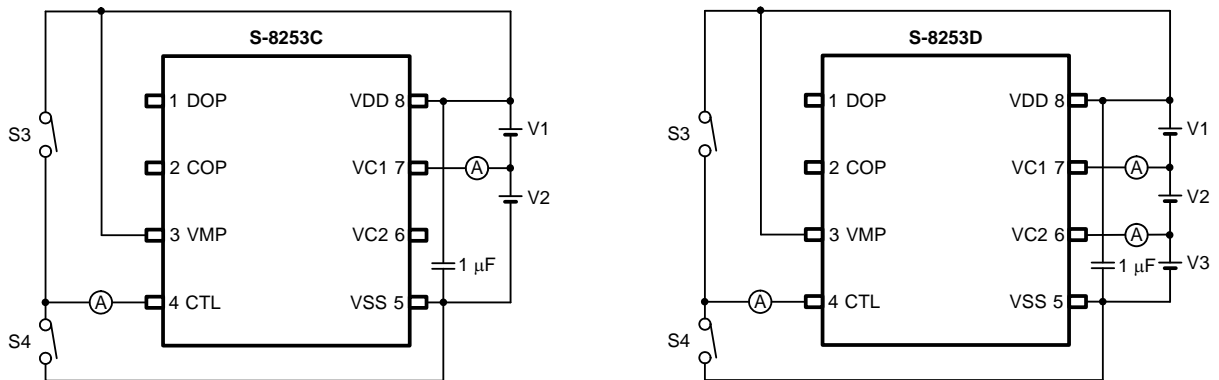 S-8253C
1 DOP
VDD 8
S3
V1
2 COP
VC1 7
A
V2
3 VMP
VC2 6
1 μF
A
4 CTL
VSS 5
S4
S-8253D
1 DOP
VDD 8
S3
V1
2 COP
VC1 7
A
V2
3 VMP
VC2 6
A
1 μF
V3
A
4 CTL
VSS 5
S4